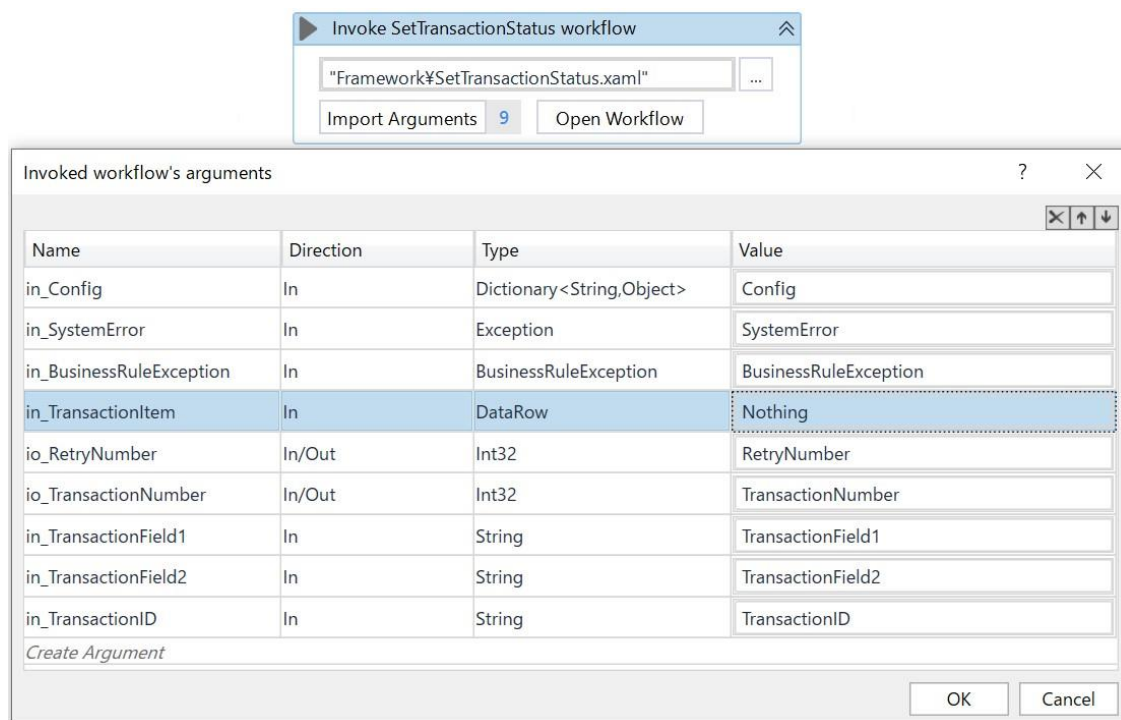 Invoke SetTransactionStatus workflow
"Framework¥SetTransactionStatus.xaml"
...
Import Arguments 9 Open Workflow
Invoked workflow's arguments ?
Name Direction Type Value
in_Config In Dictionary<String,Object> Config
in_SystemError In Exception SystemError
in_BusinessRuleException In BusinessRuleException BusinessRuleException
in_TransactionItem In DataRow Nothing
io_RetryNumber In/Out Int32 RetryNumber
io_TransactionNumber In/Out Int32 TransactionNumber
in_TransactionField1 In String TransactionField1
in_TransactionField2 In String TransactionField2
in_TransactionID In String TransactionID
Create Argument
OK Cancel